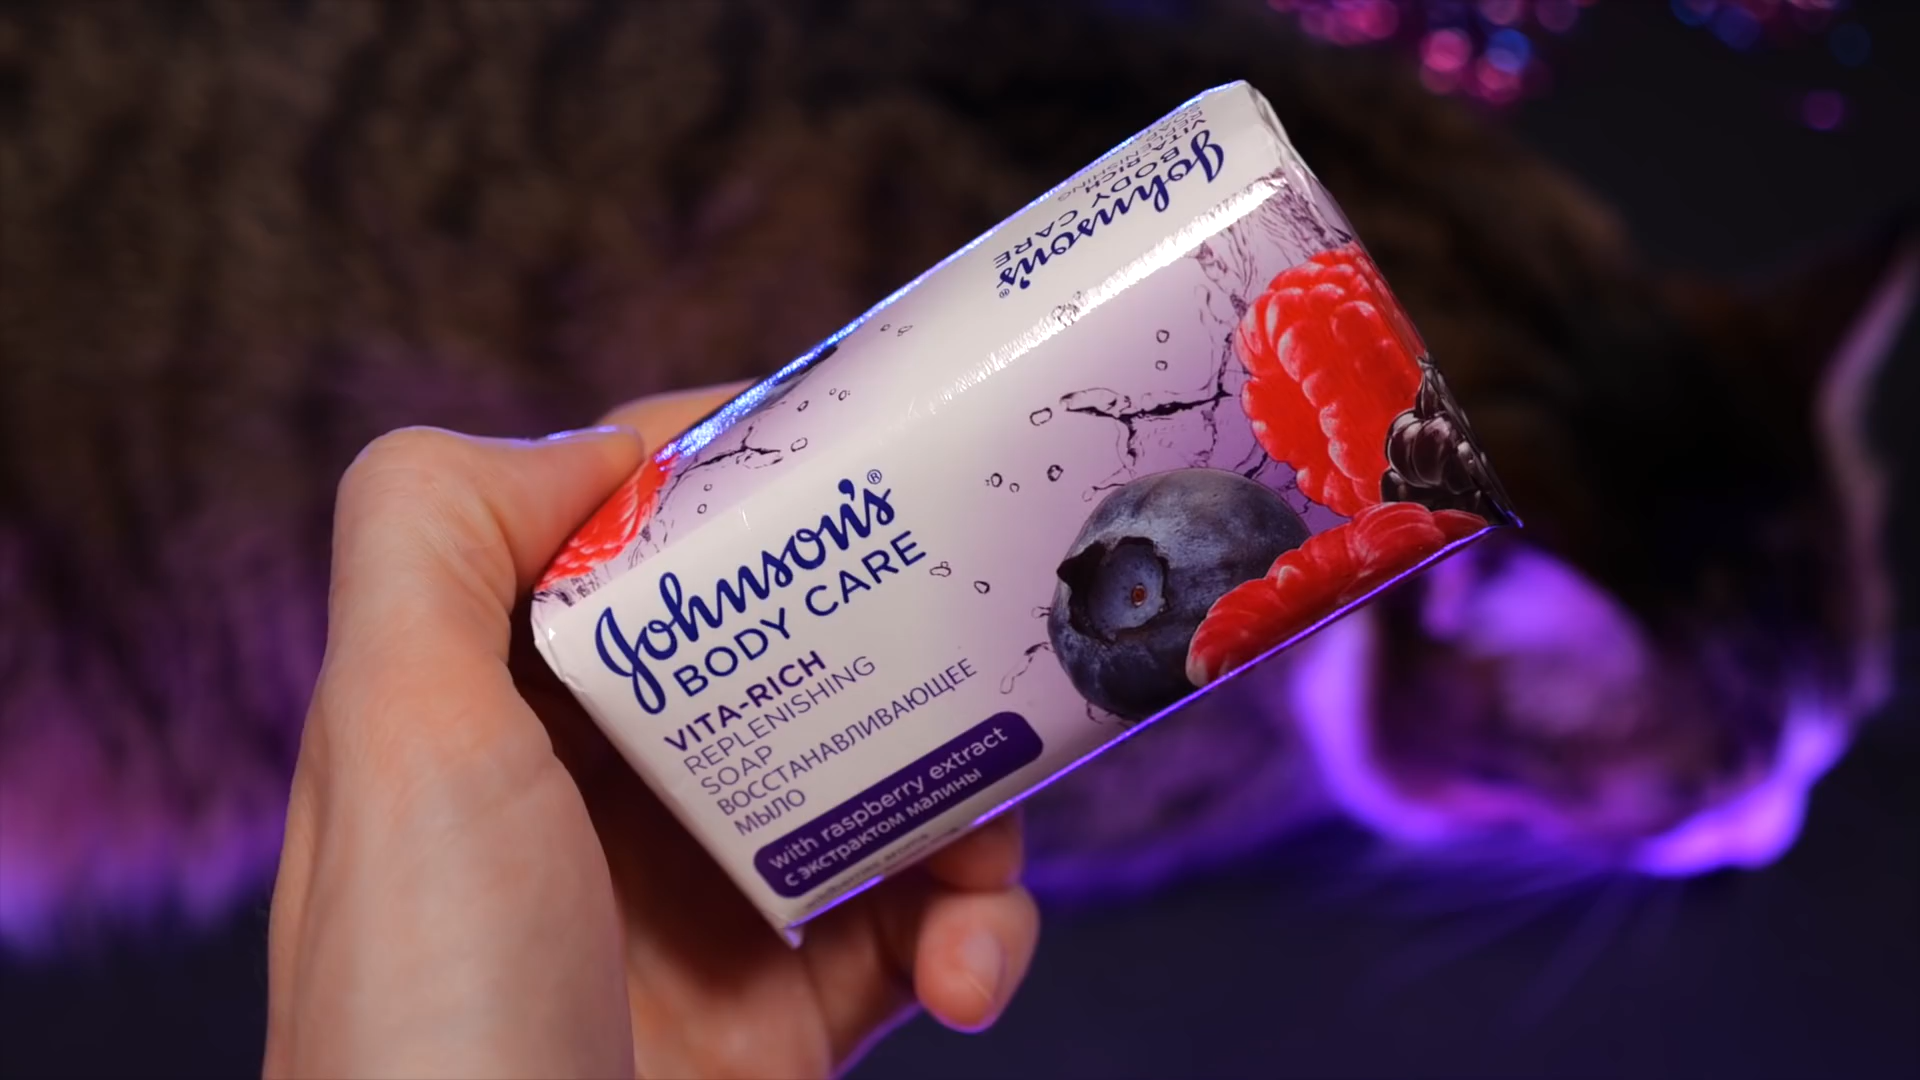 Johnson's®
BODY CARE
VITA-RICH
REPLENISHING
SOAP
ВОССТАНАВЛИВАЮЩЕЕ
МЫЛО
with raspberry extract
с экстрактом малины
Johnson's®
BODY CARE
VITA-RICH
REPLENISHING